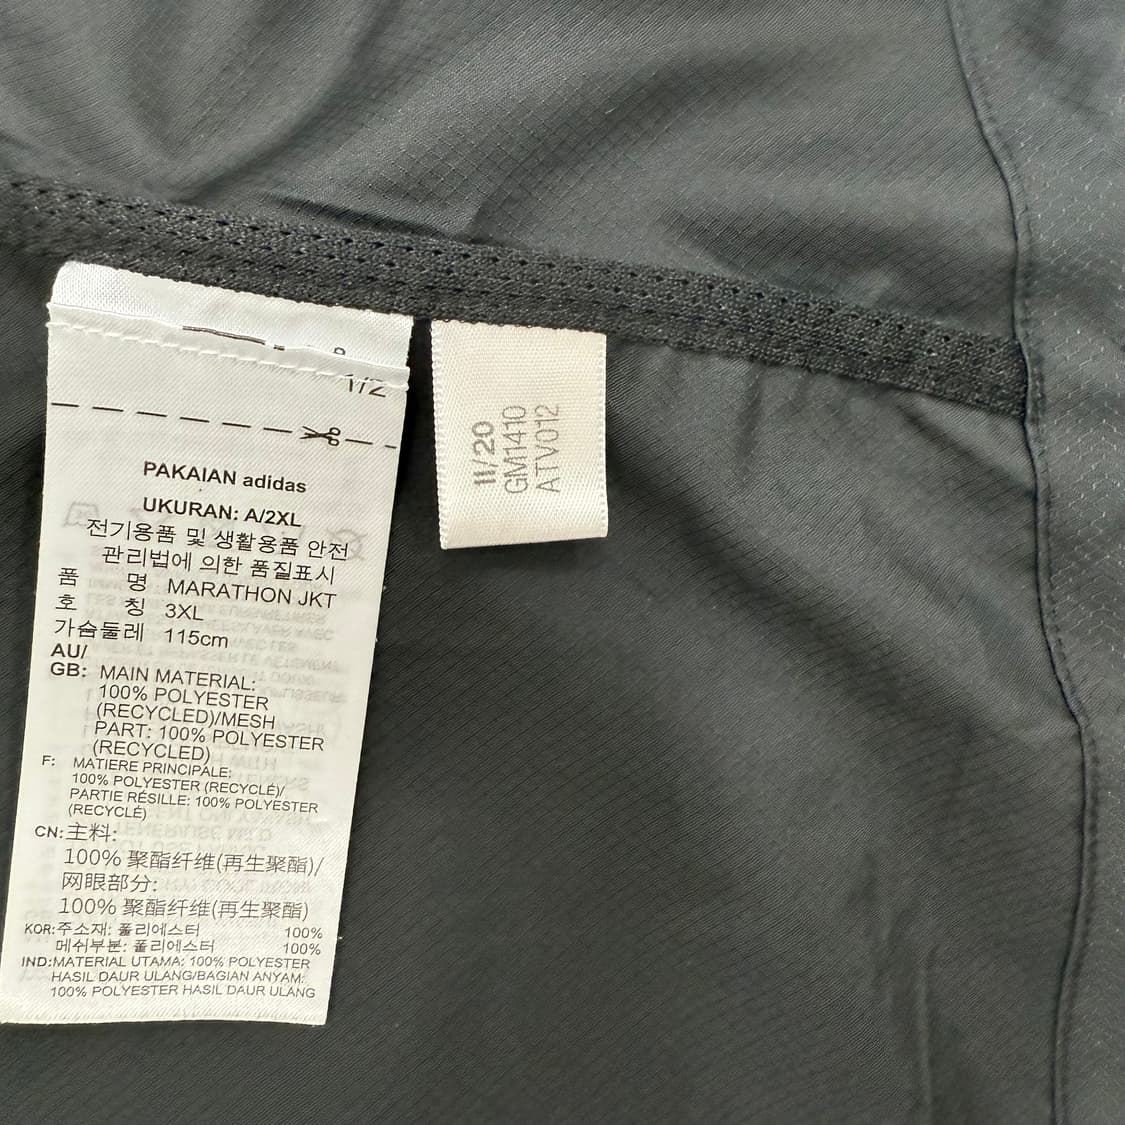 1/2
PAKAIAN adidas
UKURAN: A/2XL
전기용품 및 생활용품 안전
관리법에 의한 품질표시
품 명 MARATHON JKT
호 칭 3XL
가슴둘레 115cm
AU/
GB: MAIN MATERIAL:
100% POLYESTER
(RECYCLED)/MESH
PART: 100% POLYESTER
(RECYCLED)
F: MATIERE PRINCIPALE:
100% POLYESTER (RECYCLÉ)/
PARTIE RÉSILLE: 100% POLYESTER
(RECYCLÉ)
CN: 主料:
100% 聚酯纤维(再生聚酯)/
网眼部分:
100% 聚酯纤维(再生聚酯)
KOR: 주소재: 폴리에스터 100%
메쉬부분: 폴리에스터 100%
IND: MATERIAL UTAMA: 100% POLYESTER
HASIL DAUR ULANG/BAGIAN ANYAM:
100% POLYESTER HASIL DAUR ULANG
11/20
GM1410
ATV012